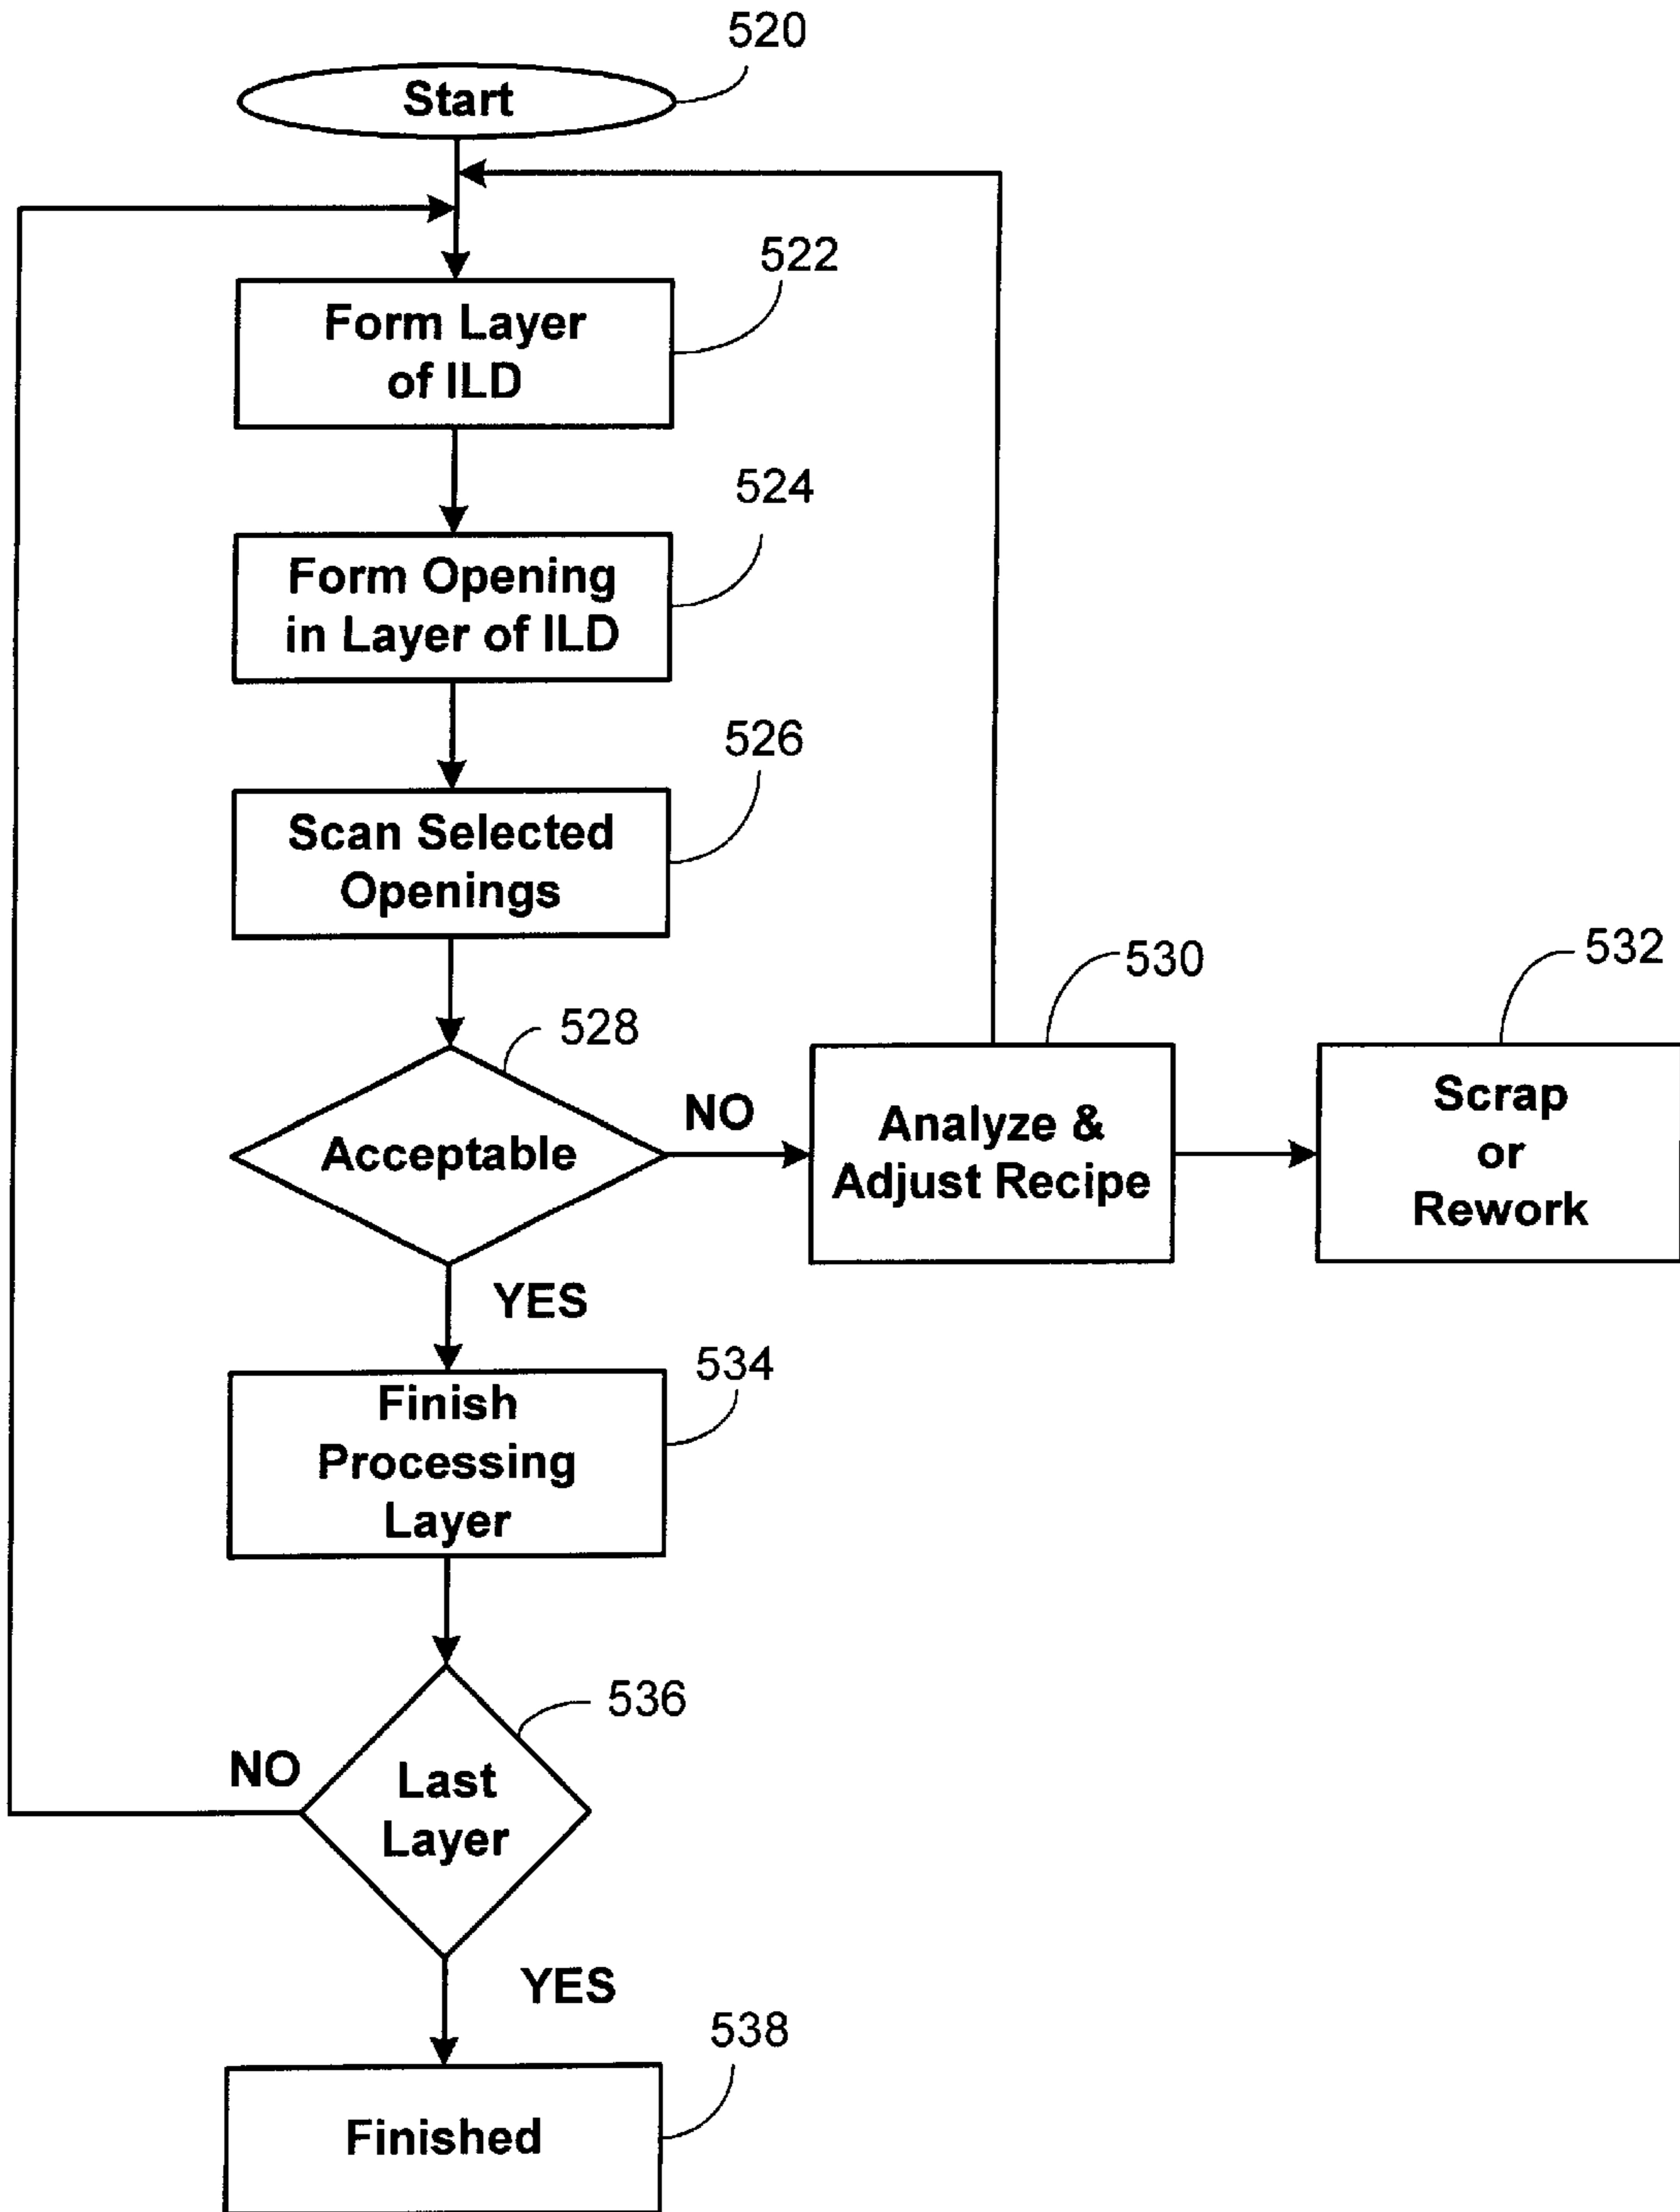 520
Start
522
Form Layer
of ILD
524
Form Opening
in Layer of ILD
526
Scan Selected
Openings
528
Acceptable
NO
530
Analyze &
Adjust Recipe
532
Scrap
or
Rework
YES
534
Finish
Processing
Layer
536
NO
Last
Layer
YES
538
Finished